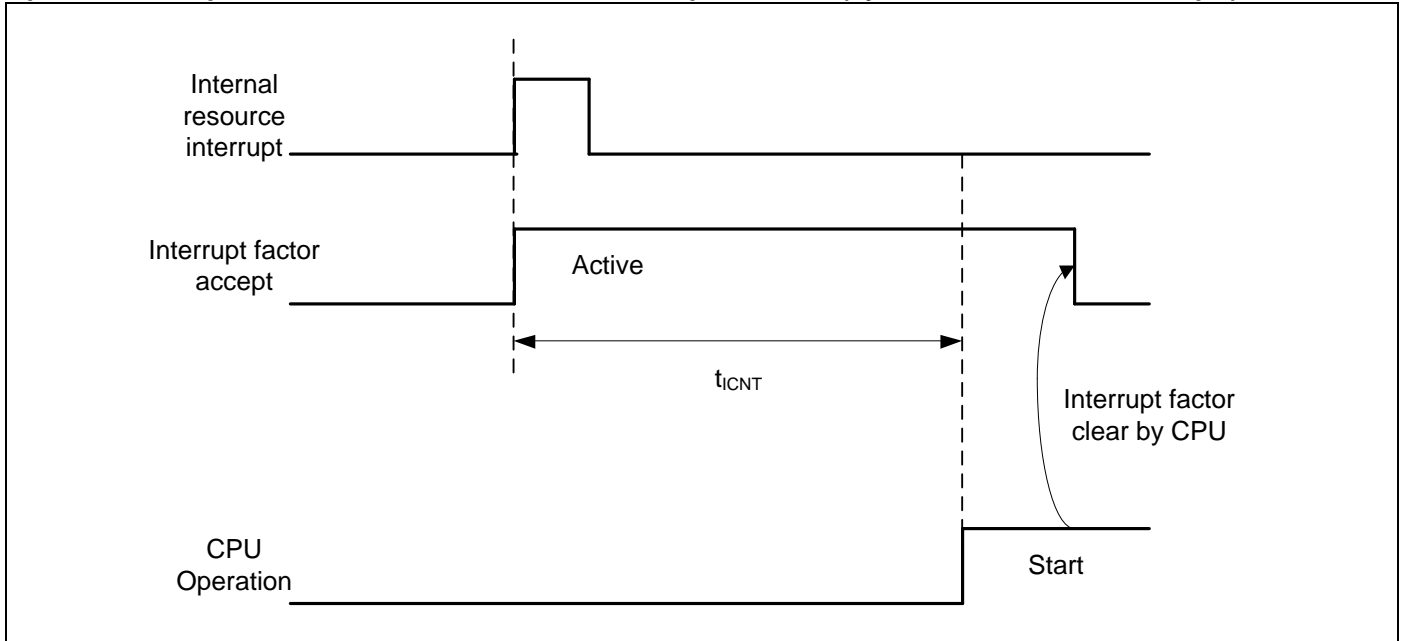 Internal
resource
interrupt
Interrupt factor
accept
Active
tICNT
Interrupt factor
clear by CPU
CPU
Operation
Start